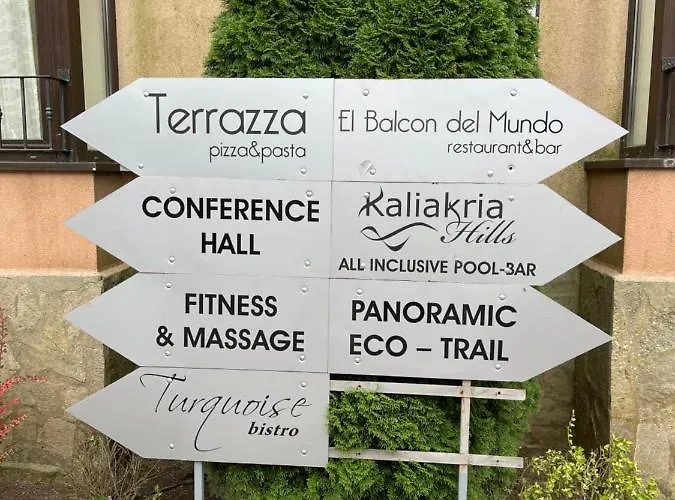 Terrazza
pizza&pasta
El Balcon del Mundo
restaurant&bar
CONFERENCE
HALL
Kaliakria
Hills
ALL INCLUSIVE POOL-BAR
FITNESS
& MASSAGE
PANORAMIC
ECO – TRAIL
Turquoise
bistro